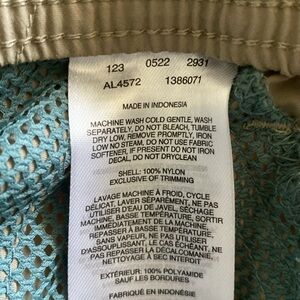 123 0522 2931
AL4572 1386071
MADE IN INDONESIA
MACHINE WASH COLD GENTLE, WASH
SEPARATELY, DO NOT BLEACH, TUMBLE
DRY LOW, REMOVE PROMPTLY, IRON
LOW NO STEAM, DO NOT USE FABRIC
SOFTENER, IF PRESENT DO NOT IRON
DECAL, DO NOT DRYCLEAN
SHELL: 100% NYLON
EXCLUSIVE OF TRIMMING
LAVAGE MACHINE À FROID, CYCLE
DÉLICAT, LAVER SÉPARÉMENT, NE PAS
UTILISER D'EAU DE JAVEL, SÉCHAGE
MACHINE, BASSE TEMPÉRATURE, SORTIR
IMMÉDIATEMENT DE LA MACHINE,
BASSE TEMPÉRATURE, REPASSER
SANS VAPEUR, NE PAS UTILISER
D'ASSOUPLISSANT, LE CAS ÉCHÉANT, NE
PAS REPASSER LA DÉCALCOMANIE,
NE PAS NETTOYER À SEC
EXTÉRIEUR: 100% POLYAMIDE
SAUF LES BORDURES
FABRIQUÉ EN INDONÉSIE